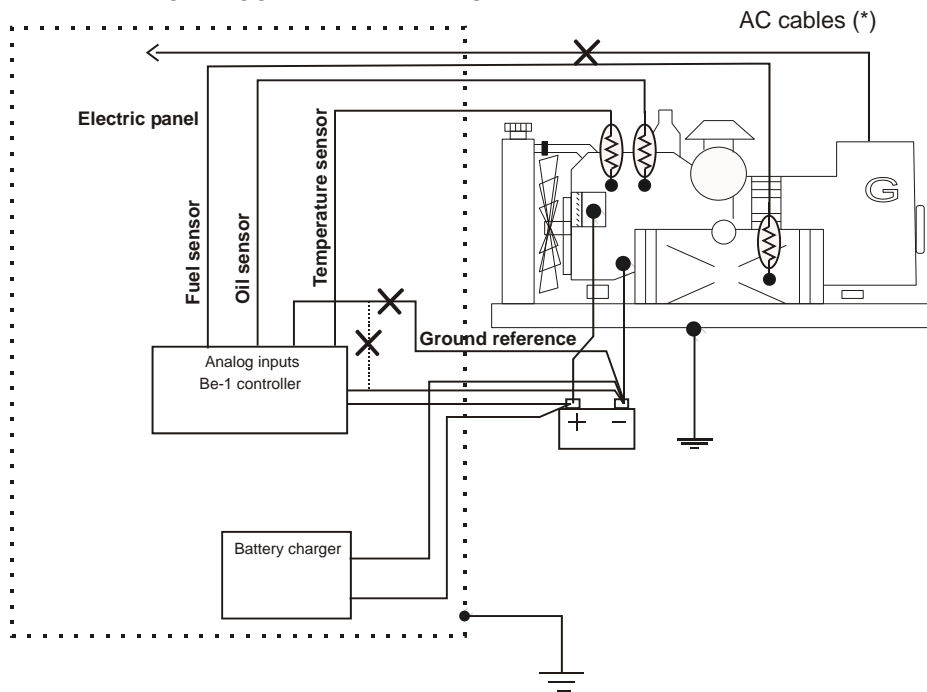 AC cables (*)
Electric panel
Fuel sensor
Oil sensor
Temperature sensor
G
Ground reference
Analog inputs
Be-1 controller
+ −
Battery charger